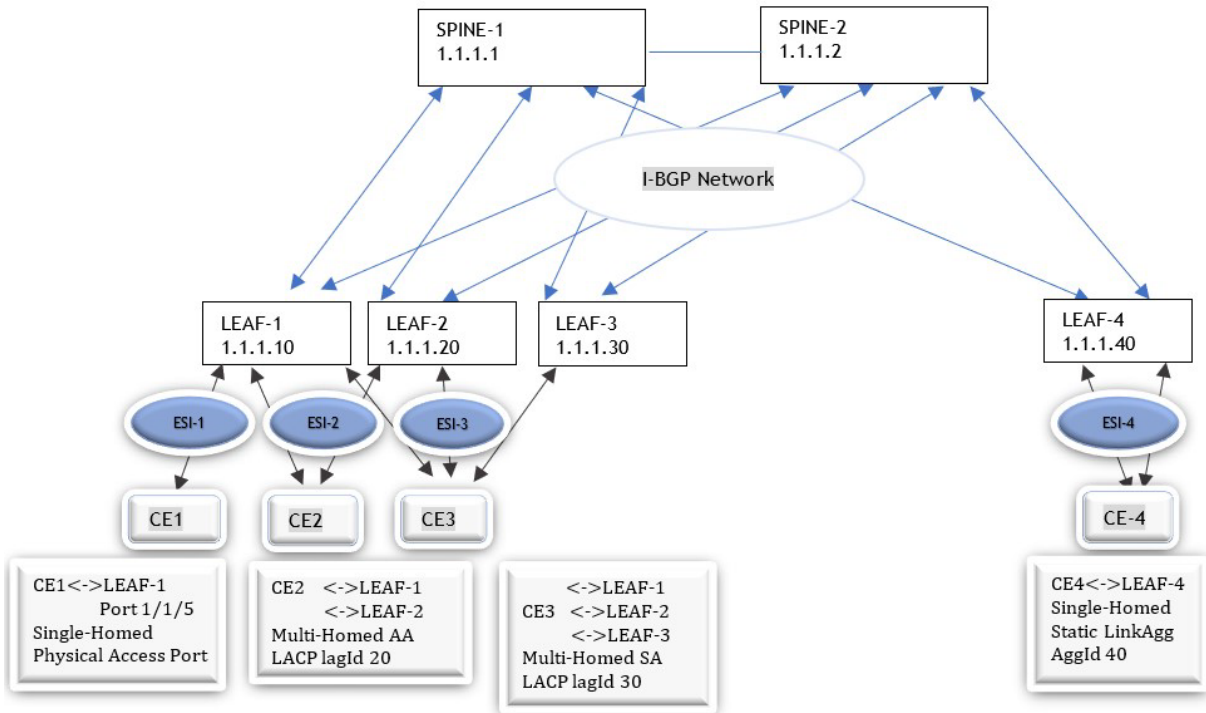 SPINE-1
1.1.1.1
SPINE-2
1.1.1.2
I-BGP Network
LEAF-1
1.1.1.10
LEAF-2
1.1.1.20
LEAF-3
1.1.1.30
LEAF-4
1.1.1.40
ESI-1
ESI-2
ESI-3
ESI-4
CE1
CE2
CE3
CE-4
CE1<->LEAF-1
Port 1/1/5
Single-Homed
Physical Access Port
CE2 <->LEAF-1
<->LEAF-2
Multi-Homed AA
LACP lagId 20
<->LEAF-1
CE3 <->LEAF-2
<->LEAF-3
Multi-Homed SA
LACP lagId 30
CE4<->LEAF-4
Single-Homed
Static LinkAgg
AggId 40